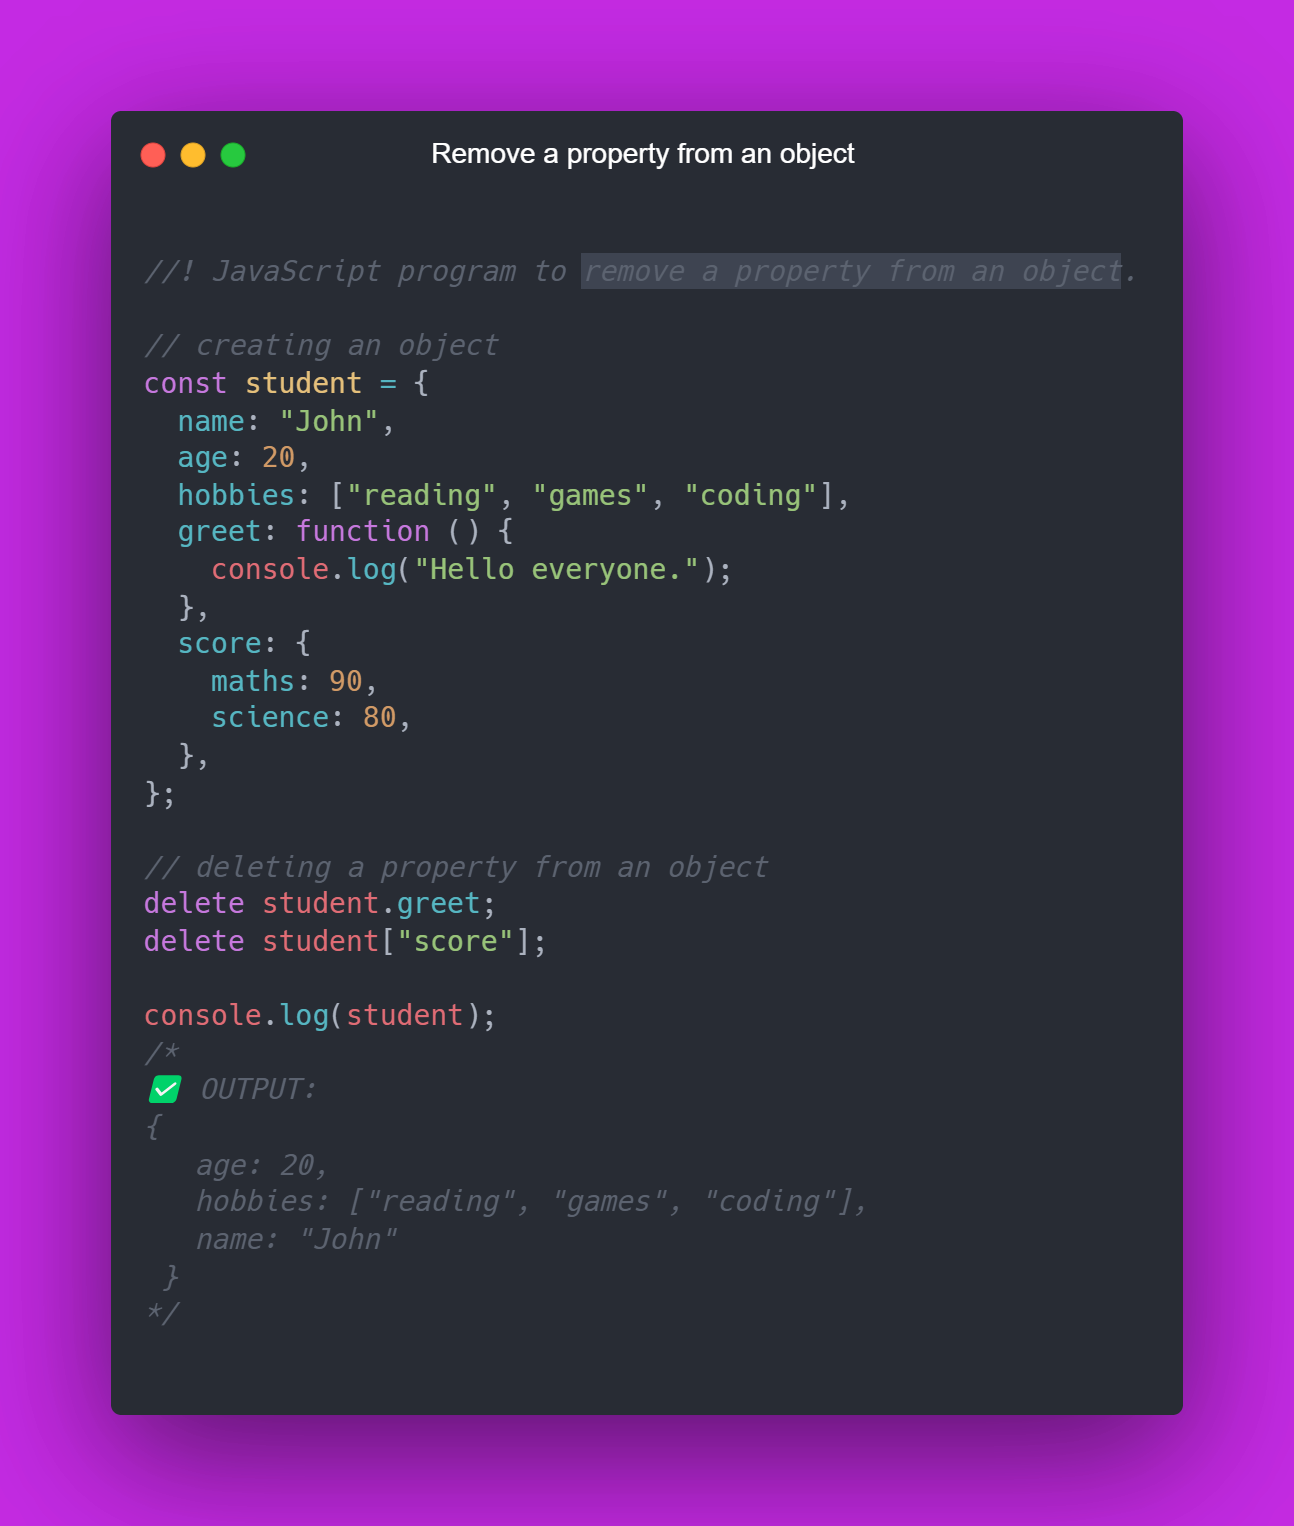 Remove a property from an object
//! JavaScript program to remove a property from an object.
// creating an object
const student = {
  name: "John",
  age: 20,
  hobbies: ["reading", "games", "coding"],
  greet: function () {
    console.log("Hello everyone.");
  },
  score: {
    maths: 90,
    science: 80,
  },
};
// deleting a property from an object
delete student.greet;
delete student["score"];
console.log(student);
/*
✅ OUTPUT:
{
   age: 20,
   hobbies: ["reading", "games", "coding"],
   name: "John"
 }
*/